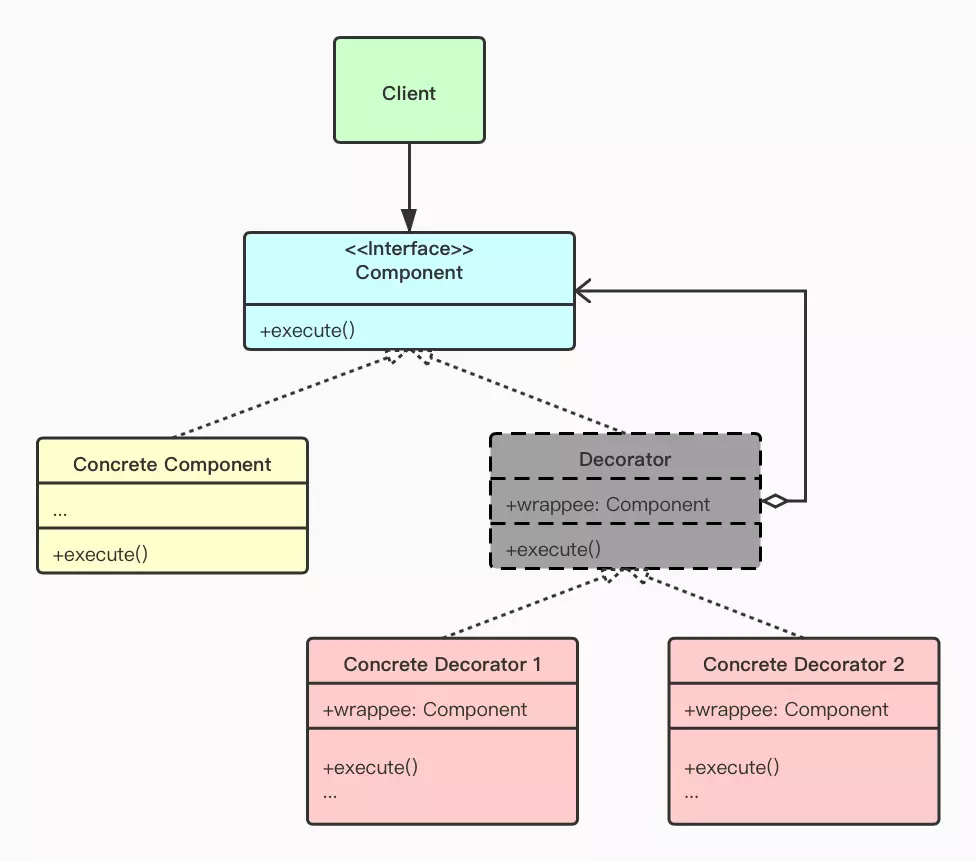 Client
<<Interface>>
Component
+execute()
Concrete Component
...
+execute()
Decorator
+wrappee: Component
+execute()
Concrete Decorator 1
+wrappee: Component
+execute()
...
Concrete Decorator 2
+wrappee: Component
+execute()
...